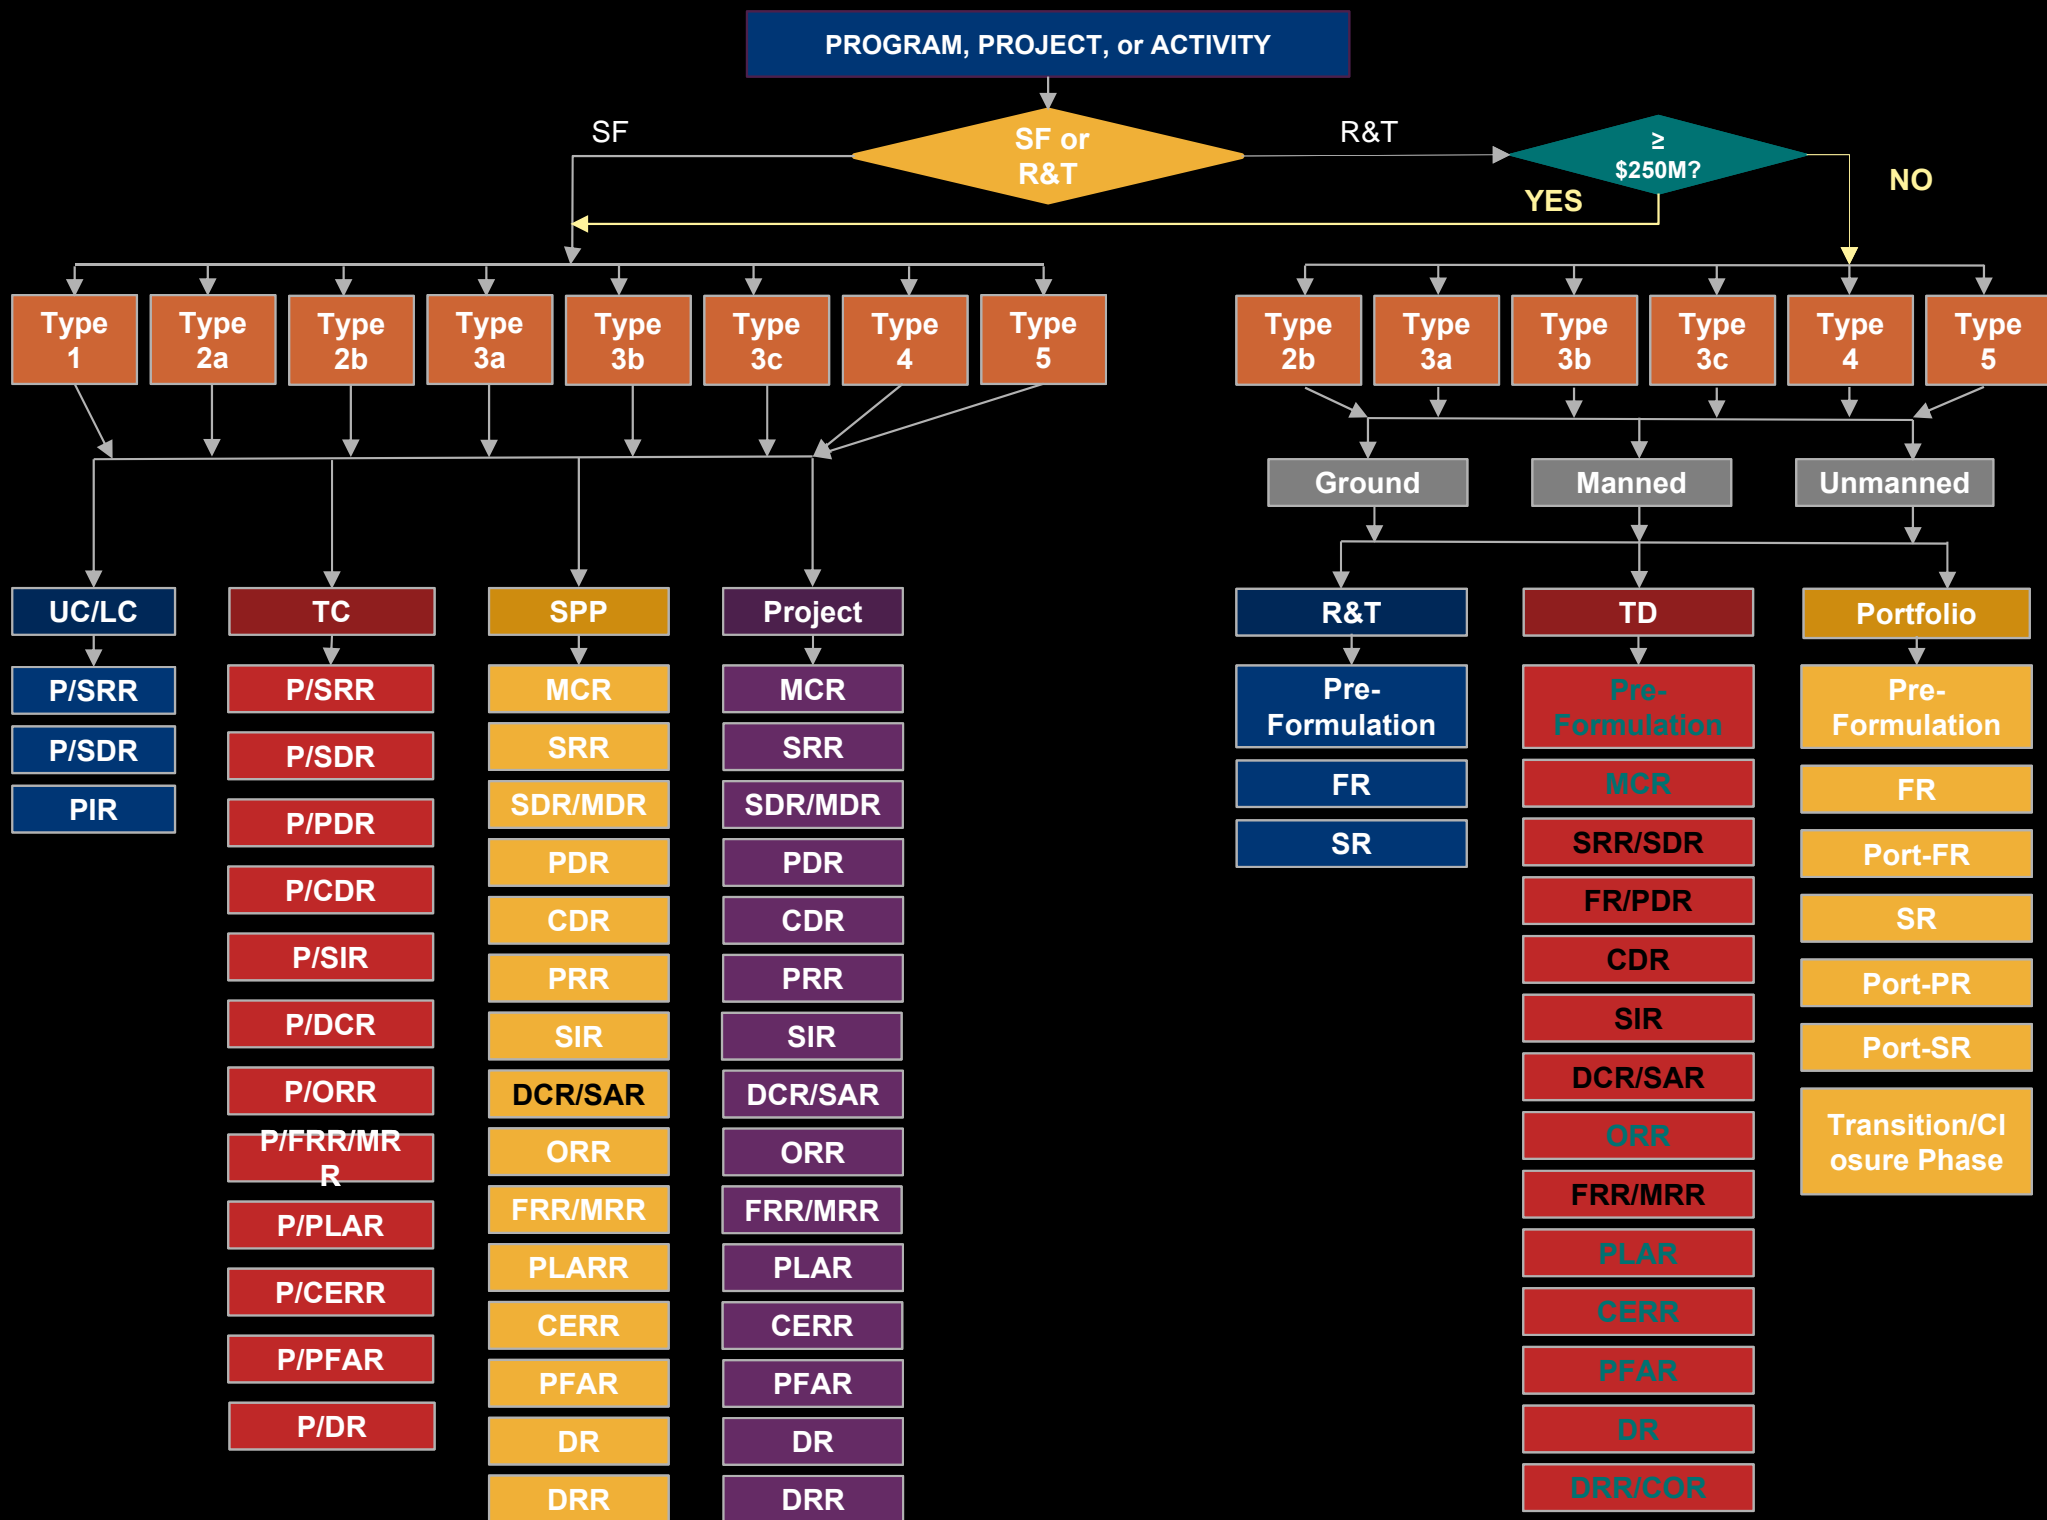 PROGRAM, PROJECT, or ACTIVITY
SF
SF or
R&T
R&T
≥
$250M?
YES
NO
Type
1
Type
2a
Type
2b
Type
3a
Type
3b
Type
3c
Type
4
Type
5
Type
2b
Type
3a
Type
3b
Type
3c
Type
4
Type
5
Ground
Manned
Unmanned
UC/LC
P/SRR
P/SDR
PIR
TC
P/SRR
P/SDR
P/PDR
P/CDR
P/SIR
P/DCR
P/ORR
P/FRR/MR
R
P/PLAR
P/CERR
P/PFAR
P/DR
SPP
MCR
SRR
SDR/MDR
PDR
CDR
PRR
SIR
DCR/SAR
ORR
FRR/MRR
PLARR
CERR
PFAR
DR
DRR
Project
MCR
SRR
SDR/MDR
PDR
CDR
PRR
SIR
DCR/SAR
ORR
FRR/MRR
PLAR
CERR
PFAR
DR
DRR
R&T
Pre-
Formulation
FR
SR
TD
Pre-
Formulation
MCR
SRR/SDR
FR/PDR
CDR
SIR
DCR/SAR
ORR
FRR/MRR
PLAR
CERR
PFAR
DR
DRR/COR
Portfolio
Pre-
Formulation
FR
Port-FR
SR
Port-PR
Port-SR
Transition/Cl
osure Phase